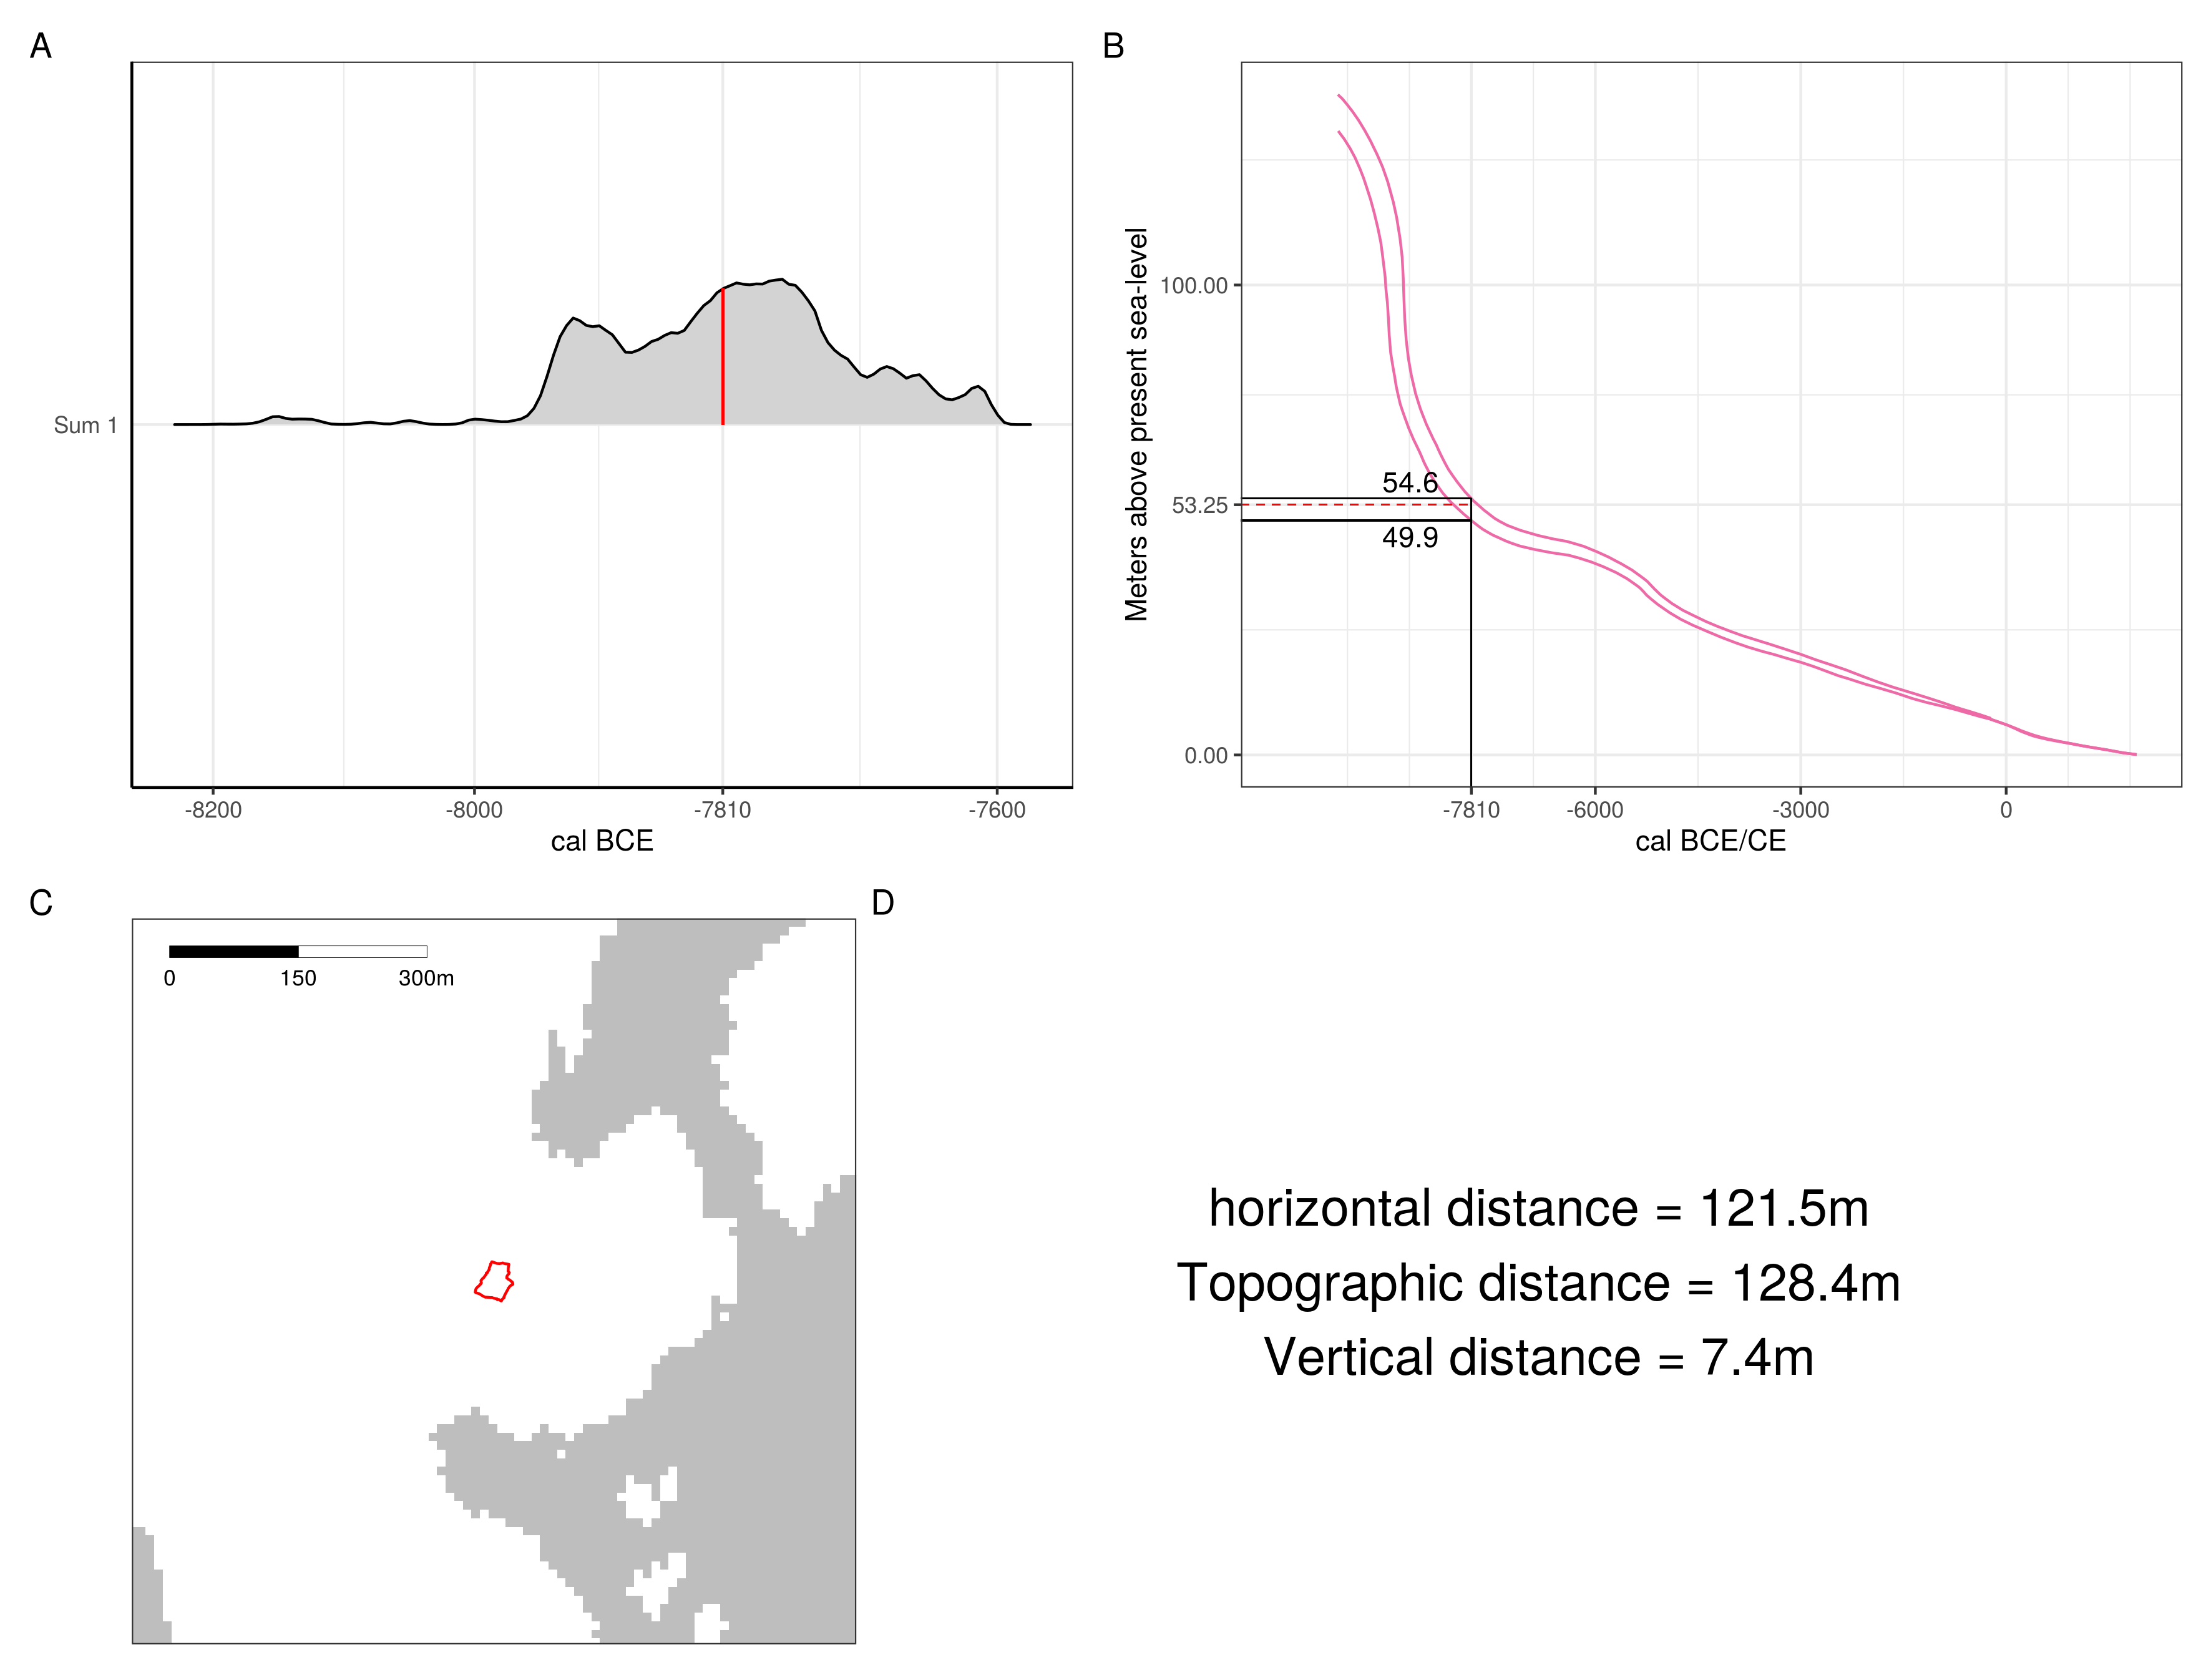 A
Sum 1
-8200 -8000 -7810 -7600
cal BCE
B
Meters above present sea-level
100.00
53.25
0.00
54.6
49.9
-7810 -6000 -3000 0
cal BCE/CE
C
0 150 300m
D
horizontal distance = 121.5m
Topographic distance = 128.4m
Vertical distance = 7.4m